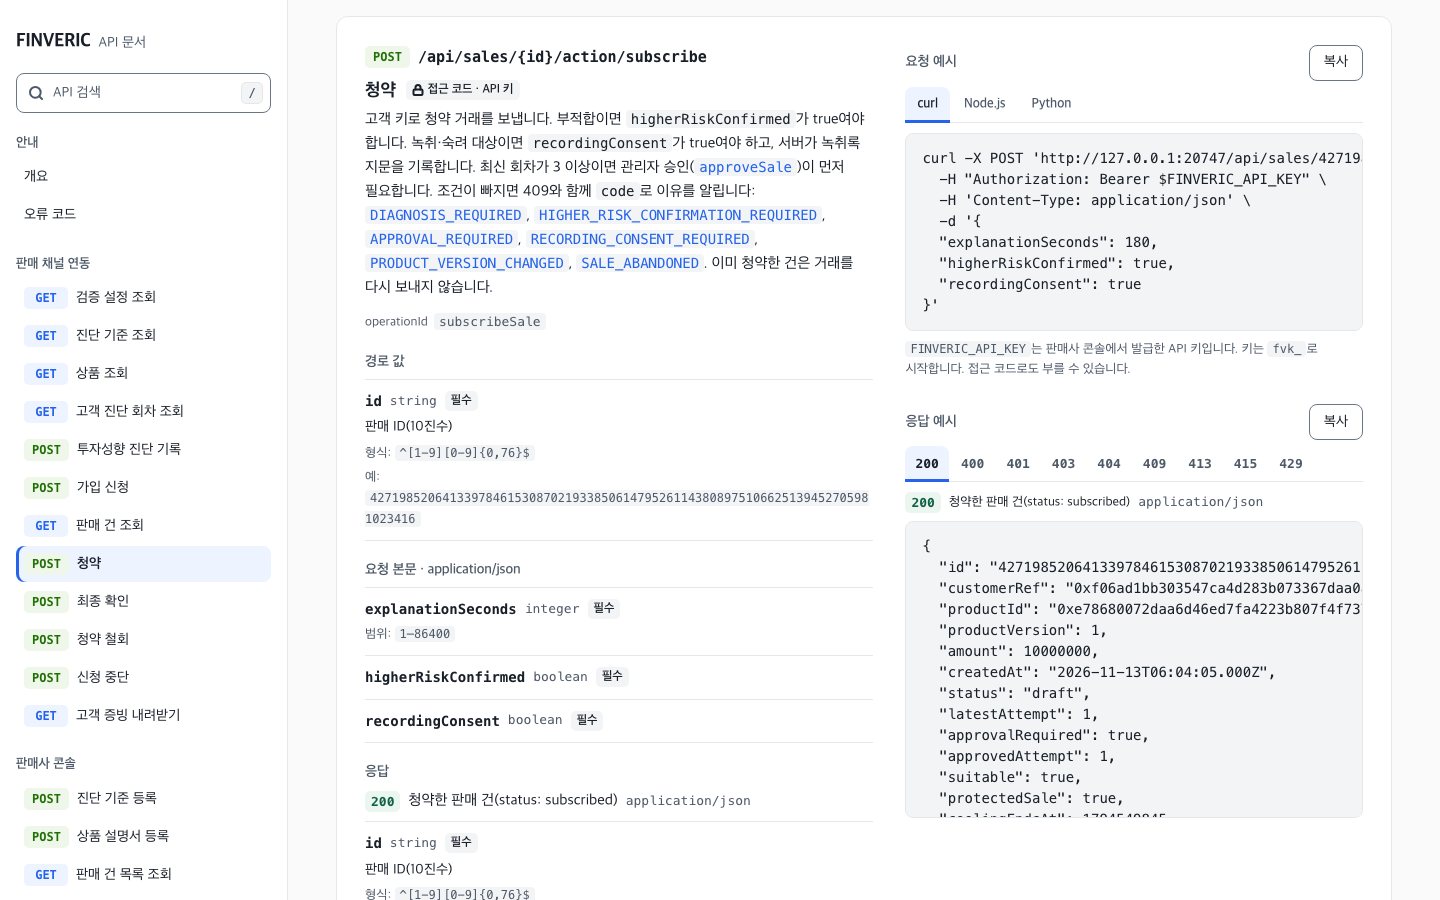 FINVERIC API 문서
API 검색 /
안내
개요
오류 코드
판매 채널 연동
GET 검증 설정 조회
GET 진단 기준 조회
GET 상품 조회
GET 고객 진단 회차 조회
POST 투자성향 진단 기록
POST 가입 신청
GET 판매 건 조회
POST 청약
POST 최종 확인
POST 청약 철회
POST 신청 중단
GET 고객 증빙 내려받기
판매사 콘솔
POST 진단 기준 등록
POST 상품 설명서 등록
GET 판매 건 목록 조회
POST /api/sales/{id}/action/subscribe
청약 접근 코드 · API 키
고객 키로 청약 거래를 보냅니다. 부적합이면 higherRiskConfirmed 가 true여야
합니다. 녹취·숙려 대상이면 recordingConsent 가 true여야 하고, 서버가 녹취록
지문을 기록합니다. 최신 회차가 3 이상이면 관리자 승인( approveSale )이 먼저
필요합니다. 조건이 빠지면 409와 함께 code 로 이유를 알립니다:
DIAGNOSIS_REQUIRED , HIGHER_RISK_CONFIRMATION_REQUIRED ,
APPROVAL_REQUIRED , RECORDING_CONSENT_REQUIRED ,
PRODUCT_VERSION_CHANGED , SALE_ABANDONED . 이미 청약한 건은 거래를
다시 보내지 않습니다.
operationId subscribeSale
경로 값
id string 필수
판매 ID(10진수)
형식: ^[1-9][0-9]{0,76}$
예:
42719852064133978461530870219338506147952611438089751066251394527059­8
1023416
요청 본문 · application/json
explanationSeconds integer 필수
범위: 1–86400
higherRiskConfirmed boolean 필수
recordingConsent boolean 필수
응답
200 청약한 판매 건(status: subscribed) application/json
id string 필수
판매 ID(10진수)
형식: ^[1-9][0-9]{0,76}$
요청 예시 복사
curl Node.js Python
curl -X POST 'http://127.0.0.1:20747/api/sales/42719
-H "Authorization: Bearer $FINVERIC_API_KEY" \
-H 'Content-Type: application/json' \
-d '{
"explanationSeconds": 180,
"higherRiskConfirmed": true,
"recordingConsent": true
}'
FINVERIC_API_KEY 는 판매사 콘솔에서 발급한 API 키입니다. 키는 fvk_ 로
시작합니다. 접근 코드로도 부를 수 있습니다.
응답 예시 복사
200 400 401 403 404 409 413 415 429
200 청약한 판매 건(status: subscribed) application/json
{
"id": "42719852064133978461530870219338506147952611
"customerRef": "0xf06ad1bb303547ca4d283b073367daa0
"productId": "0xe78680072daa6d46ed7fa4223b807f4f73
"productVersion": 1,
"amount": 10000000,
"createdAt": "2026-11-13T06:04:05.000Z",
"status": "draft",
"latestAttempt": 1,
"approvalRequired": true,
"approvedAttempt": 1,
"suitable": true,
"protectedSale": true,